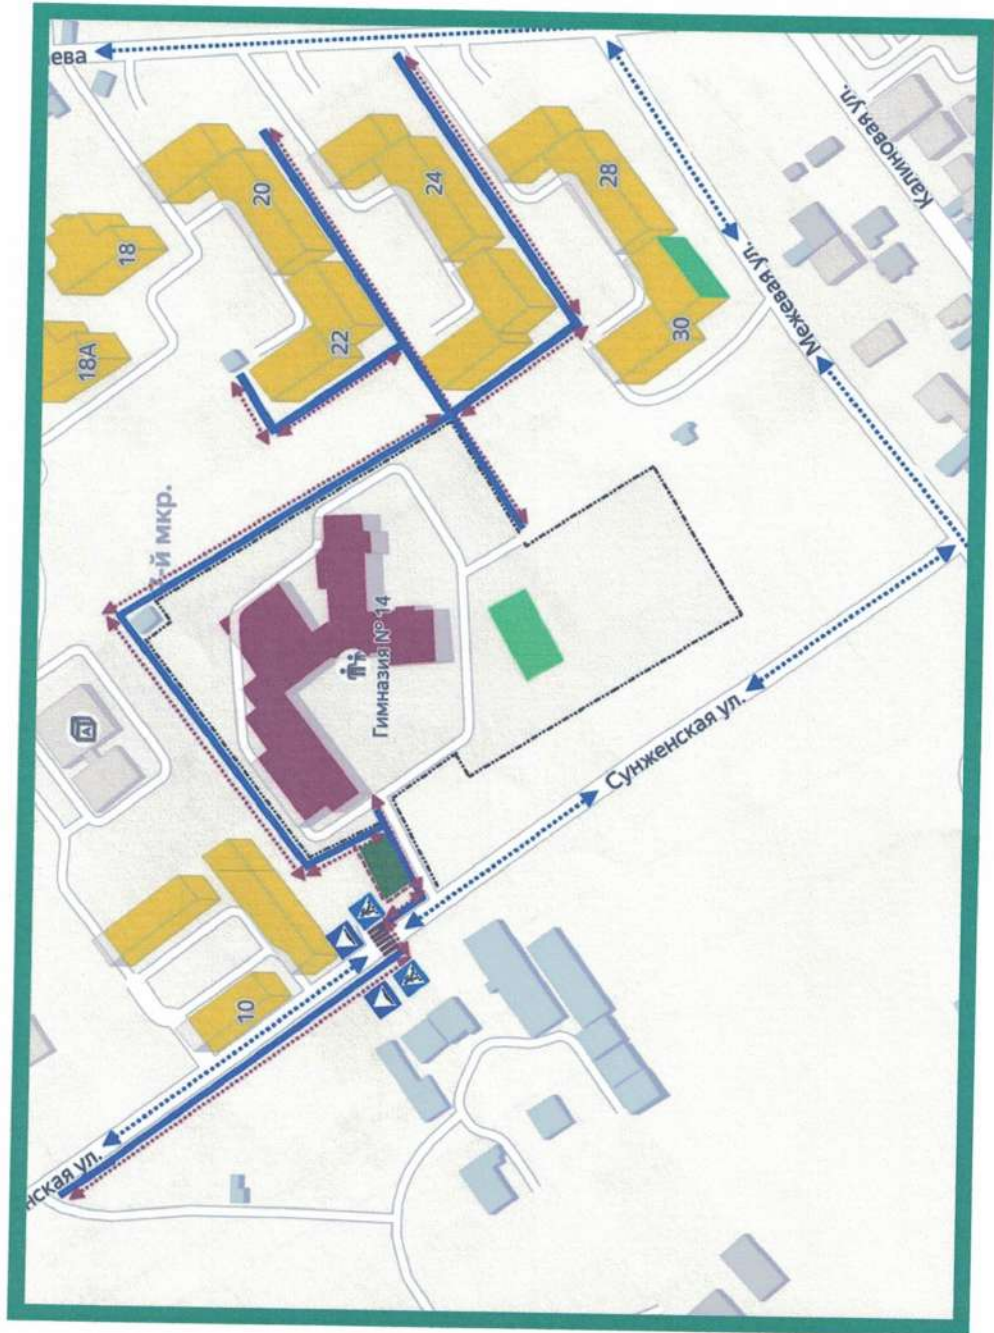 ева
Калиновая ул.
20
24
28
18
18А
22
30
Межевая ул.
-й мкр.
Гимназия № 14
А
Сунженская ул.
10
нская ул.